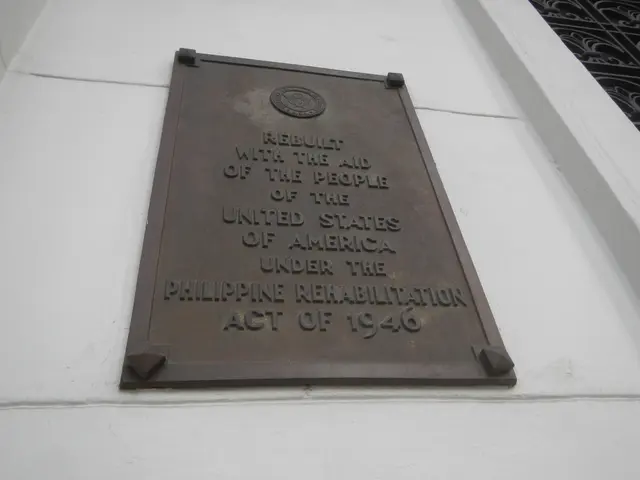 REBUILT
WITH THE AID
OF THE PEOPLE
OF THE
UNITED STATES
OF AMERICA
UNDER THE
PHILIPPINE REHABILITATION
ACT OF 1946